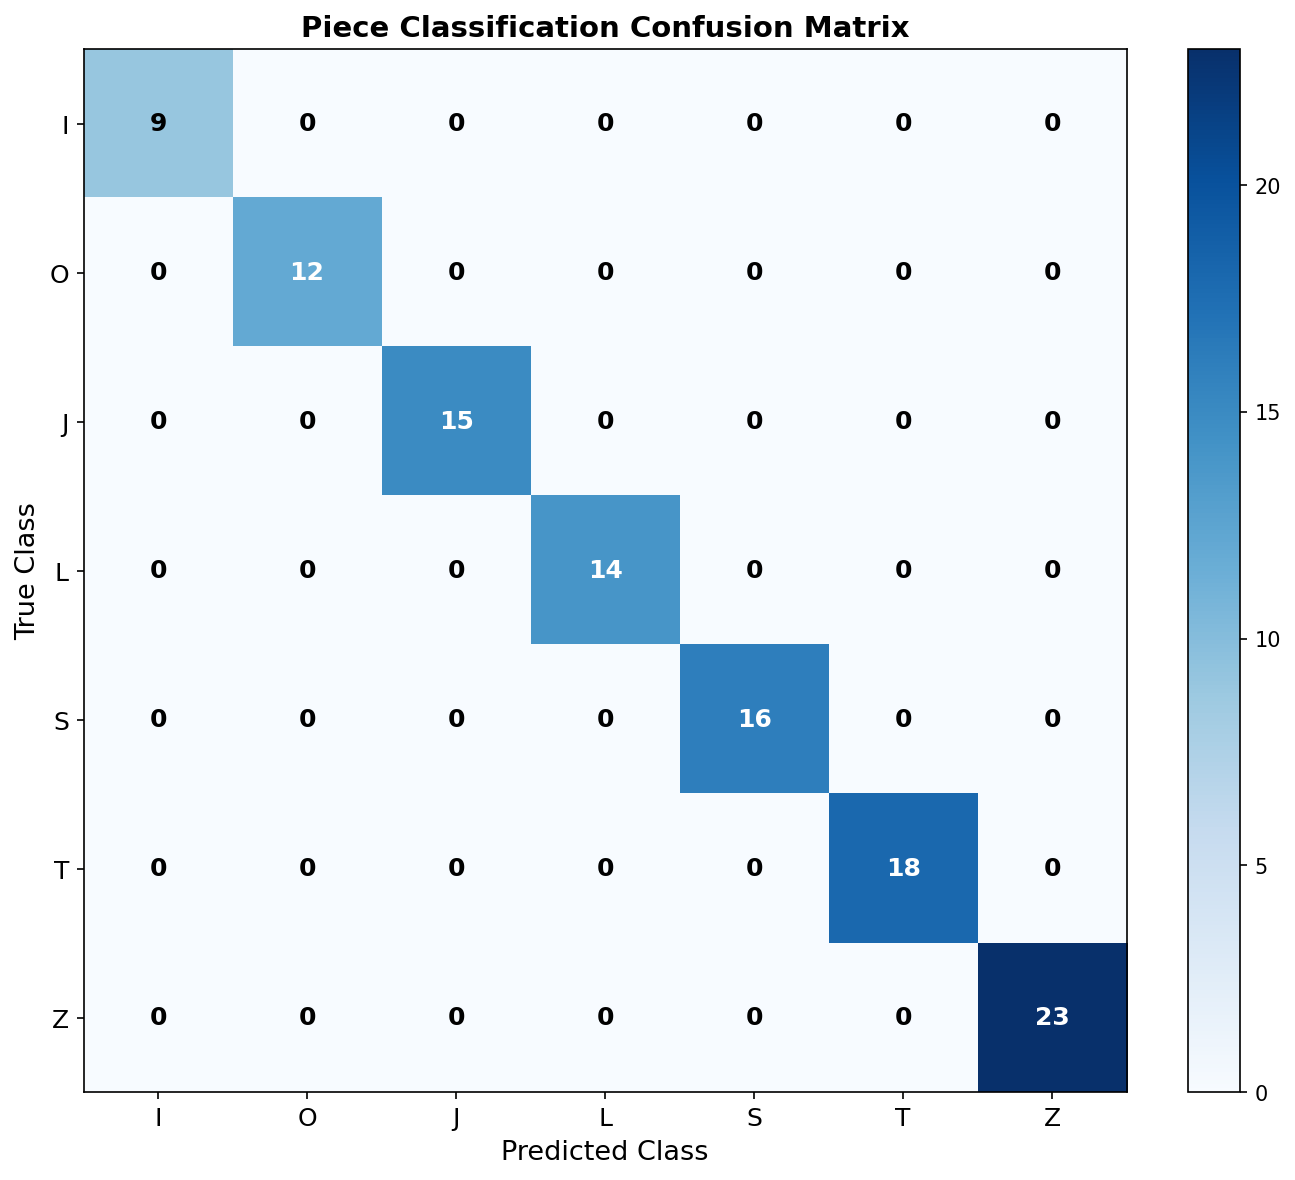 Piece Classification Confusion Matrix
I 9 0 0 0 0 0 0
O 0 12 0 0 0 0 0
J 0 0 15 0 0 0 0
L 0 0 0 14 0 0 0
S 0 0 0 0 16 0 0
T 0 0 0 0 0 18 0
Z 0 0 0 0 0 0 23
I O J L S T Z
Predicted Class
True Class
20
15
10
5
0